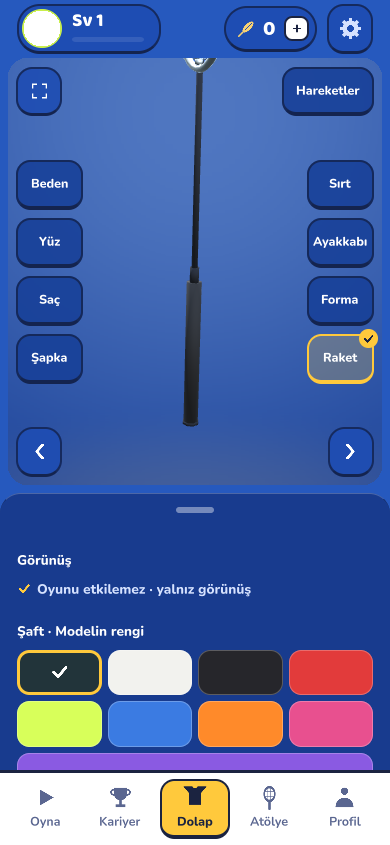 Sv 1
0
+
Hareketler
Beden
Sırt
Yüz
Ayakkabı
Saç
Forma
Şapka
Raket
Görünüş
Oyunu etkilemez · yalnız görünüş
Şaft · Modelin rengi
Oyna
Kariyer
Dolap
Atölye
Profil